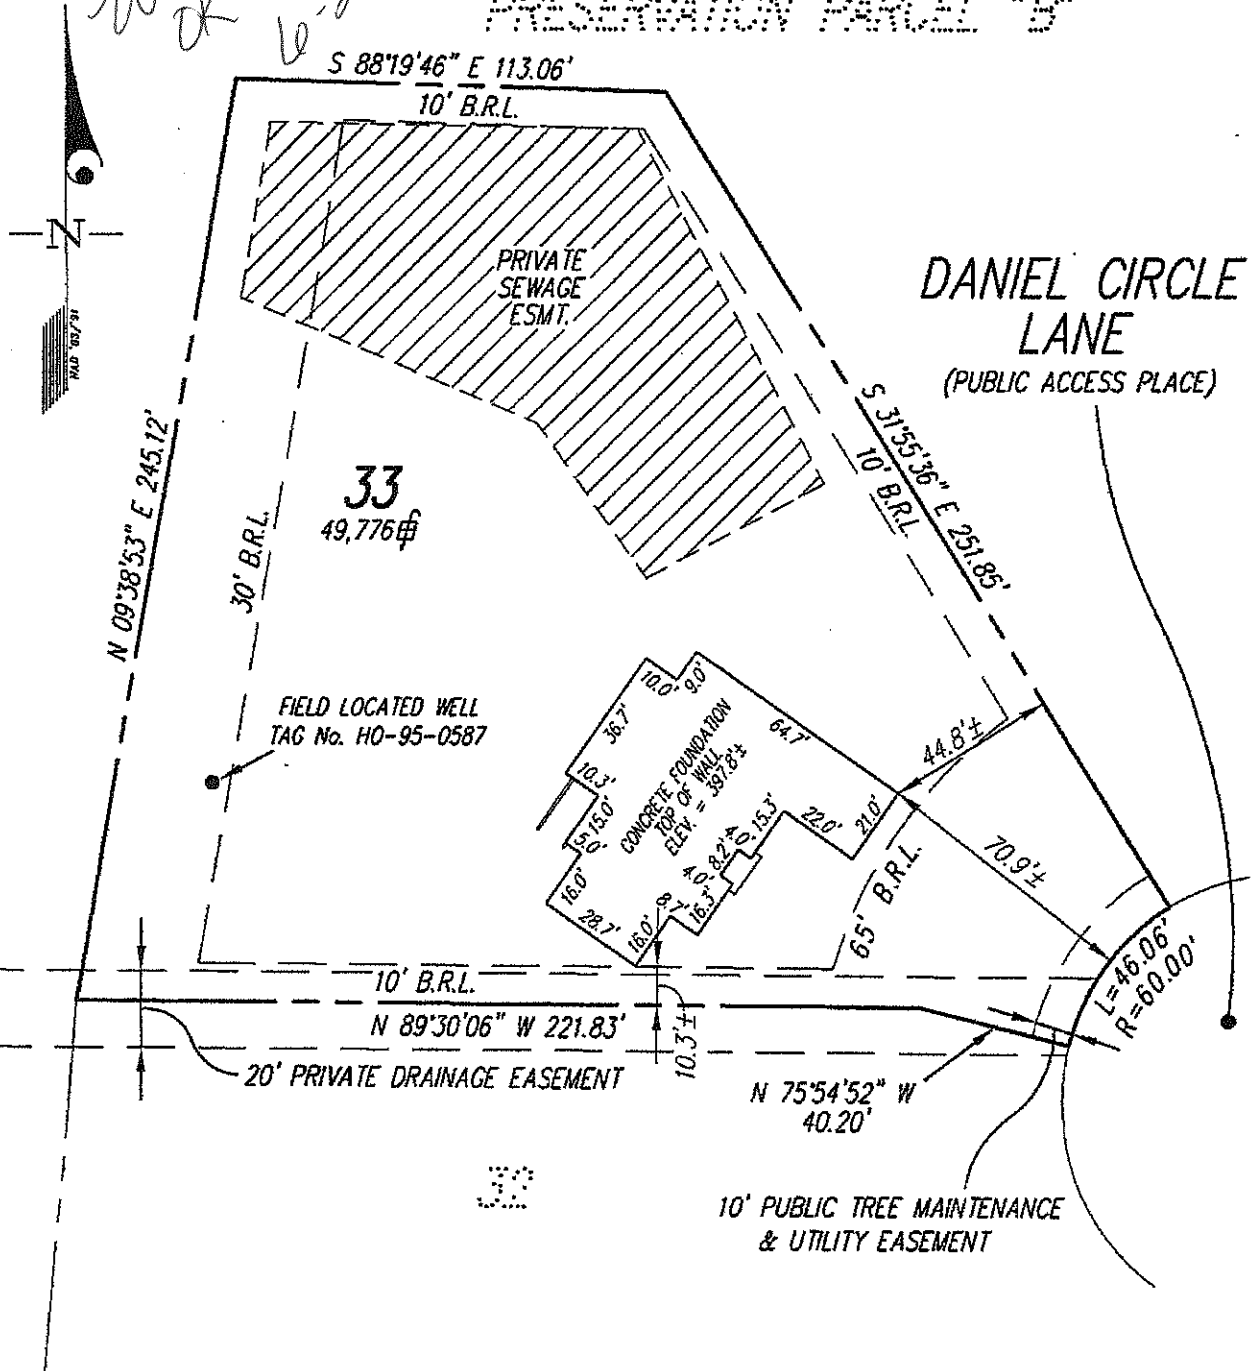 OK
PRESERVATION PARCEL "B"
S 88°19'46" E 113.06'
10' B.R.L.
N
NAD '83/'91
PRIVATE
SEWAGE
ESMT.
DANIEL CIRCLE
LANE
(PUBLIC ACCESS PLACE)
S 31°55'36" E 251.85'
10' B.R.L.
N 09°38'53" E 245.12'
33
49,776
30' B.R.L.
FIELD LOCATED WELL
TAG No. HO-95-0587
10.0'
9.0'
36.7'
64.7'
10.3'
15.0'
5.0'
16.0'
28.7'
16.0'
8.7'
16.3'
4.0'
8.2'
4.0'
15.3'
22.0'
21.0'
CONCRETE FOUNDATION
TOP OF WALL
ELEV. = 397.8'±
44.8'±
70.9'±
65' B.R.L.
L=46.06'
R=60.00'
10' B.R.L.
N 89°30'06" W 221.83'
10.3'±
20' PRIVATE DRAINAGE EASEMENT
N 75°54'52" W
40.20'
32
10' PUBLIC TREE MAINTENANCE
& UTILITY EASEMENT